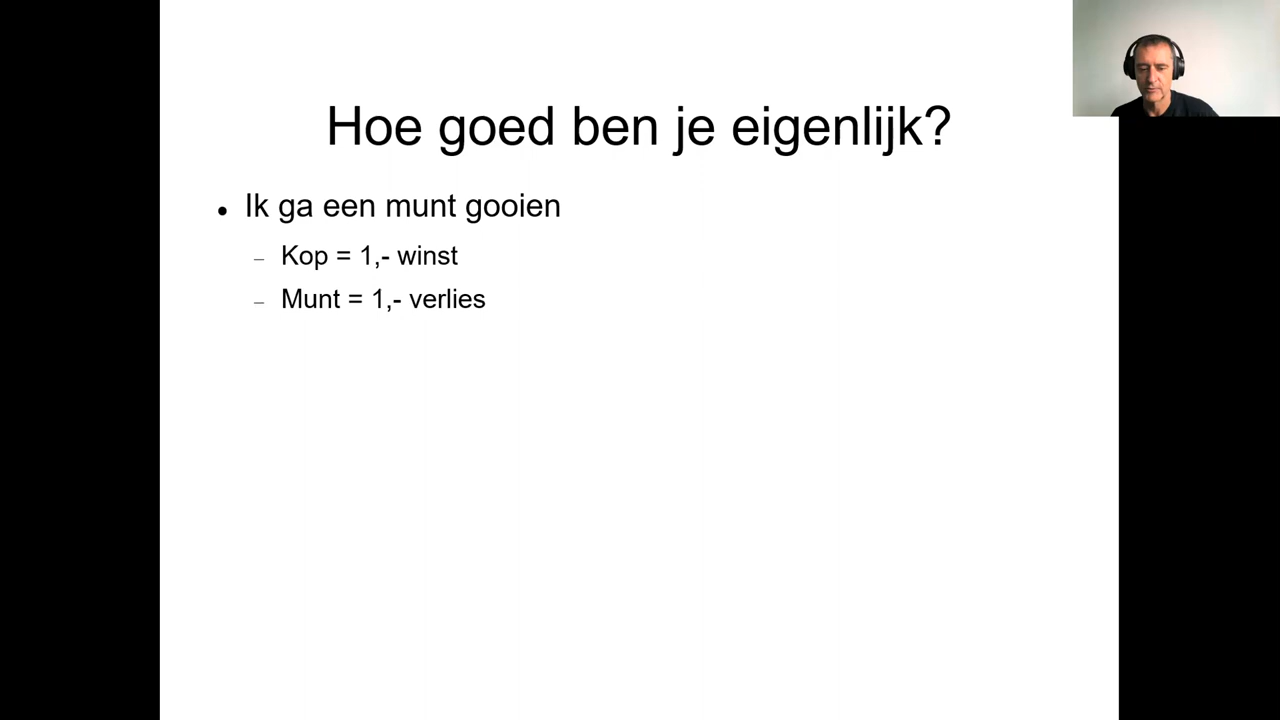 Hoe goed ben je eigenlijk?
● Ik ga een munt gooien
– Kop = 1,- winst
– Munt = 1,- verlies